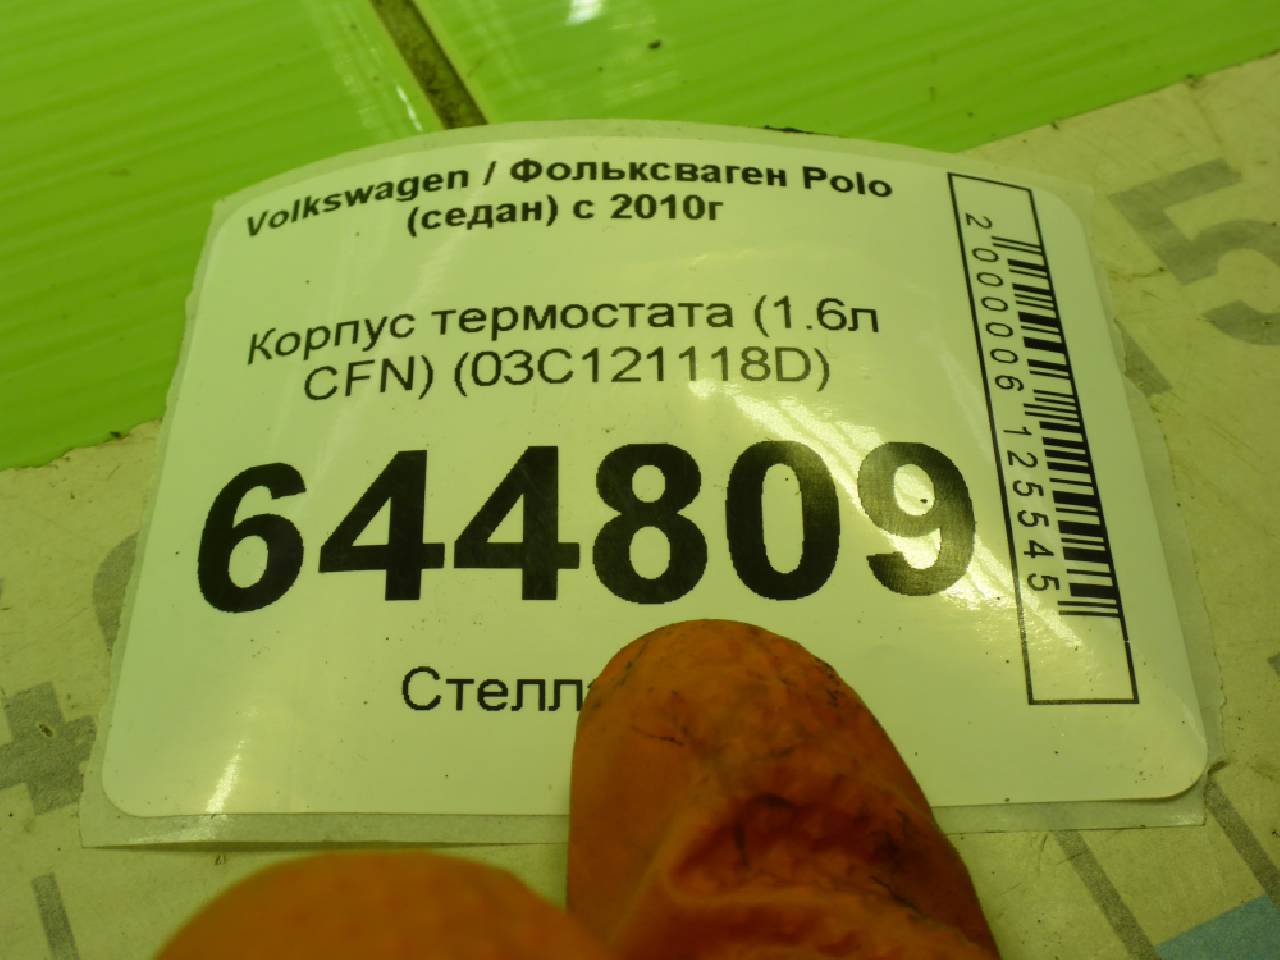 Volkswagen / Фольксваген Polo
(седан) с 2010г
Корпус термостата (1.6л
CFN) (03C121118D)
644809
2000006125545